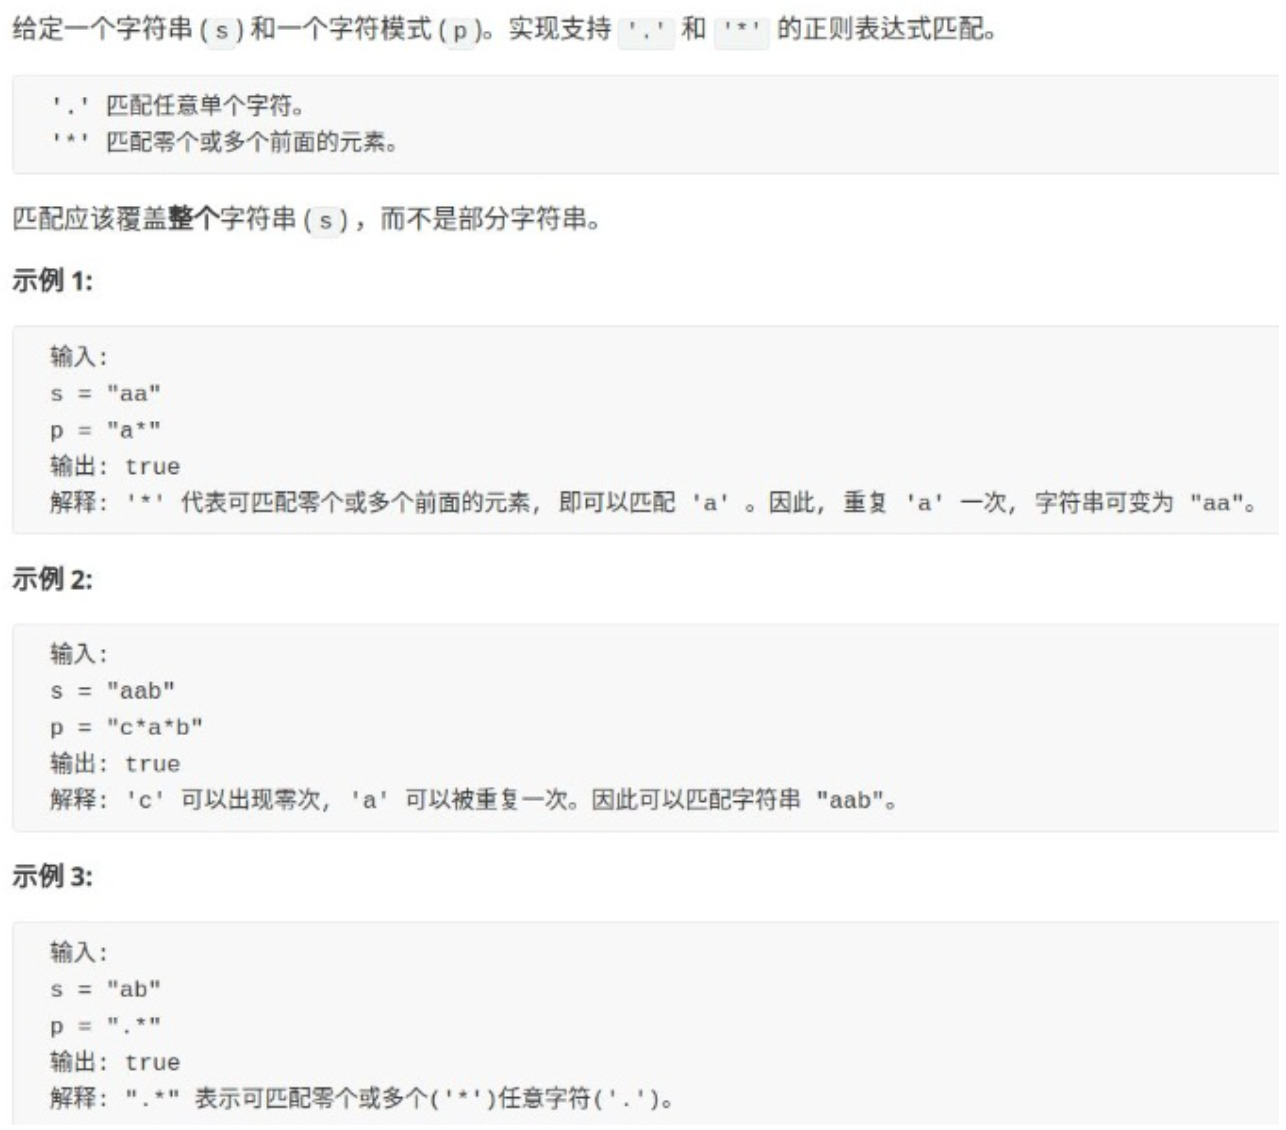 给定一个字符串 (s) 和一个字符模式 (p)。实现支持 '.' 和 '*' 的正则表达式匹配。
'.' 匹配任意单个字符。
'*' 匹配零个或多个前面的元素。
匹配应该覆盖整个字符串 (s) ，而不是部分字符串。
示例 1:
输入:
s = "aa"
p = "a*"
输出: true
解释: '*' 代表可匹配零个或多个前面的元素, 即可以匹配 'a' 。因此, 重复 'a' 一次, 字符串可变为 "aa"。
示例 2:
输入:
s = "aab"
p = "c*a*b"
输出: true
解释: 'c' 可以出现零次, 'a' 可以被重复一次。因此可以匹配字符串 "aab"。
示例 3:
输入:
s = "ab"
p = ".*"
输出: true
解释: ".*" 表示可匹配零个或多个('*')任意字符('.')。